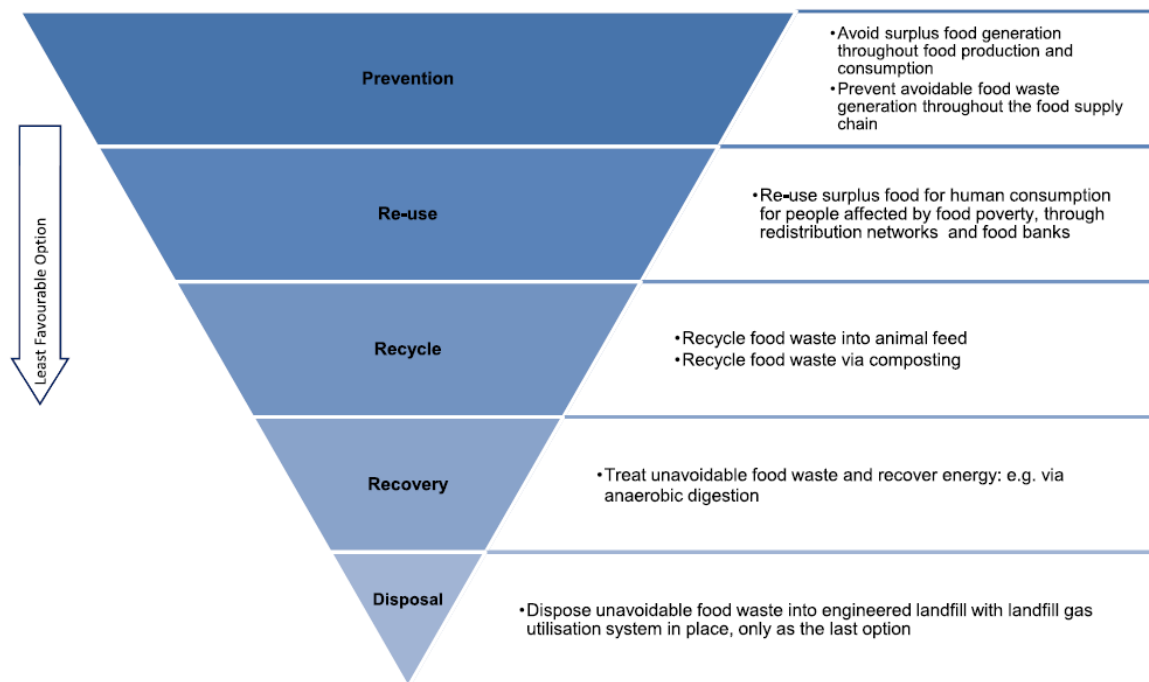 Prevention
•Avoid surplus food generation
throughout food production and
consumption
•Prevent avoidable food waste
generation throughout the food supply
chain
Least Favourable Option
Re-use
•Re-use surplus food for human consumption
for people affected by food poverty, through
redistribution networks and food banks
Recycle
•Recycle food waste into animal feed
•Recycle food waste via composting
Recovery
•Treat unavoidable food waste and recover energy: e.g. via
anaerobic digestion
Disposal
•Dispose unavoidable food waste into engineered landfill with landfill gas
utilisation system in place, only as the last option